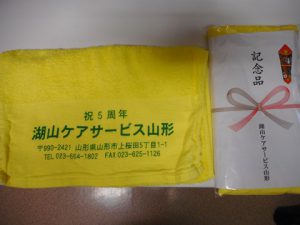 祝5周年
湖山ケアサービス山形
〒990-2421 山形県山形市上桜田5丁目1-1
TEL 023-664-1802 FAX 023-625-1126
記念品
湖山ケアサービス山形